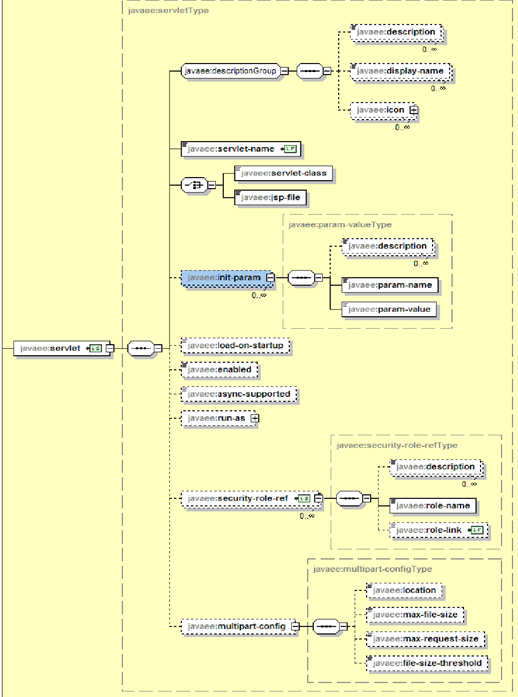 javaee:servletType
javaee:descriptionGroup
javaee:description
0..∞
javaee:display-name
0..∞
javaee:icon
0..∞
javaee:servlet-name
javaee:servlet-class
javaee:jsp-file
javaee:param-valueType
javaee:init-param
0..∞
javaee:description
0..∞
javaee:param-name
javaee:param-value
javaee:servlet
javaee:load-on-startup
javaee:enabled
javaee:async-supported
javaee:run-as
javaee:security-role-refType
javaee:security-role-ref
0..∞
javaee:description
0..∞
javaee:role-name
javaee:role-link
javaee:multipart-configType
javaee:multipart-config
javaee:location
javaee:max-file-size
javaee:max-request-size
javaee:file-size-threshold